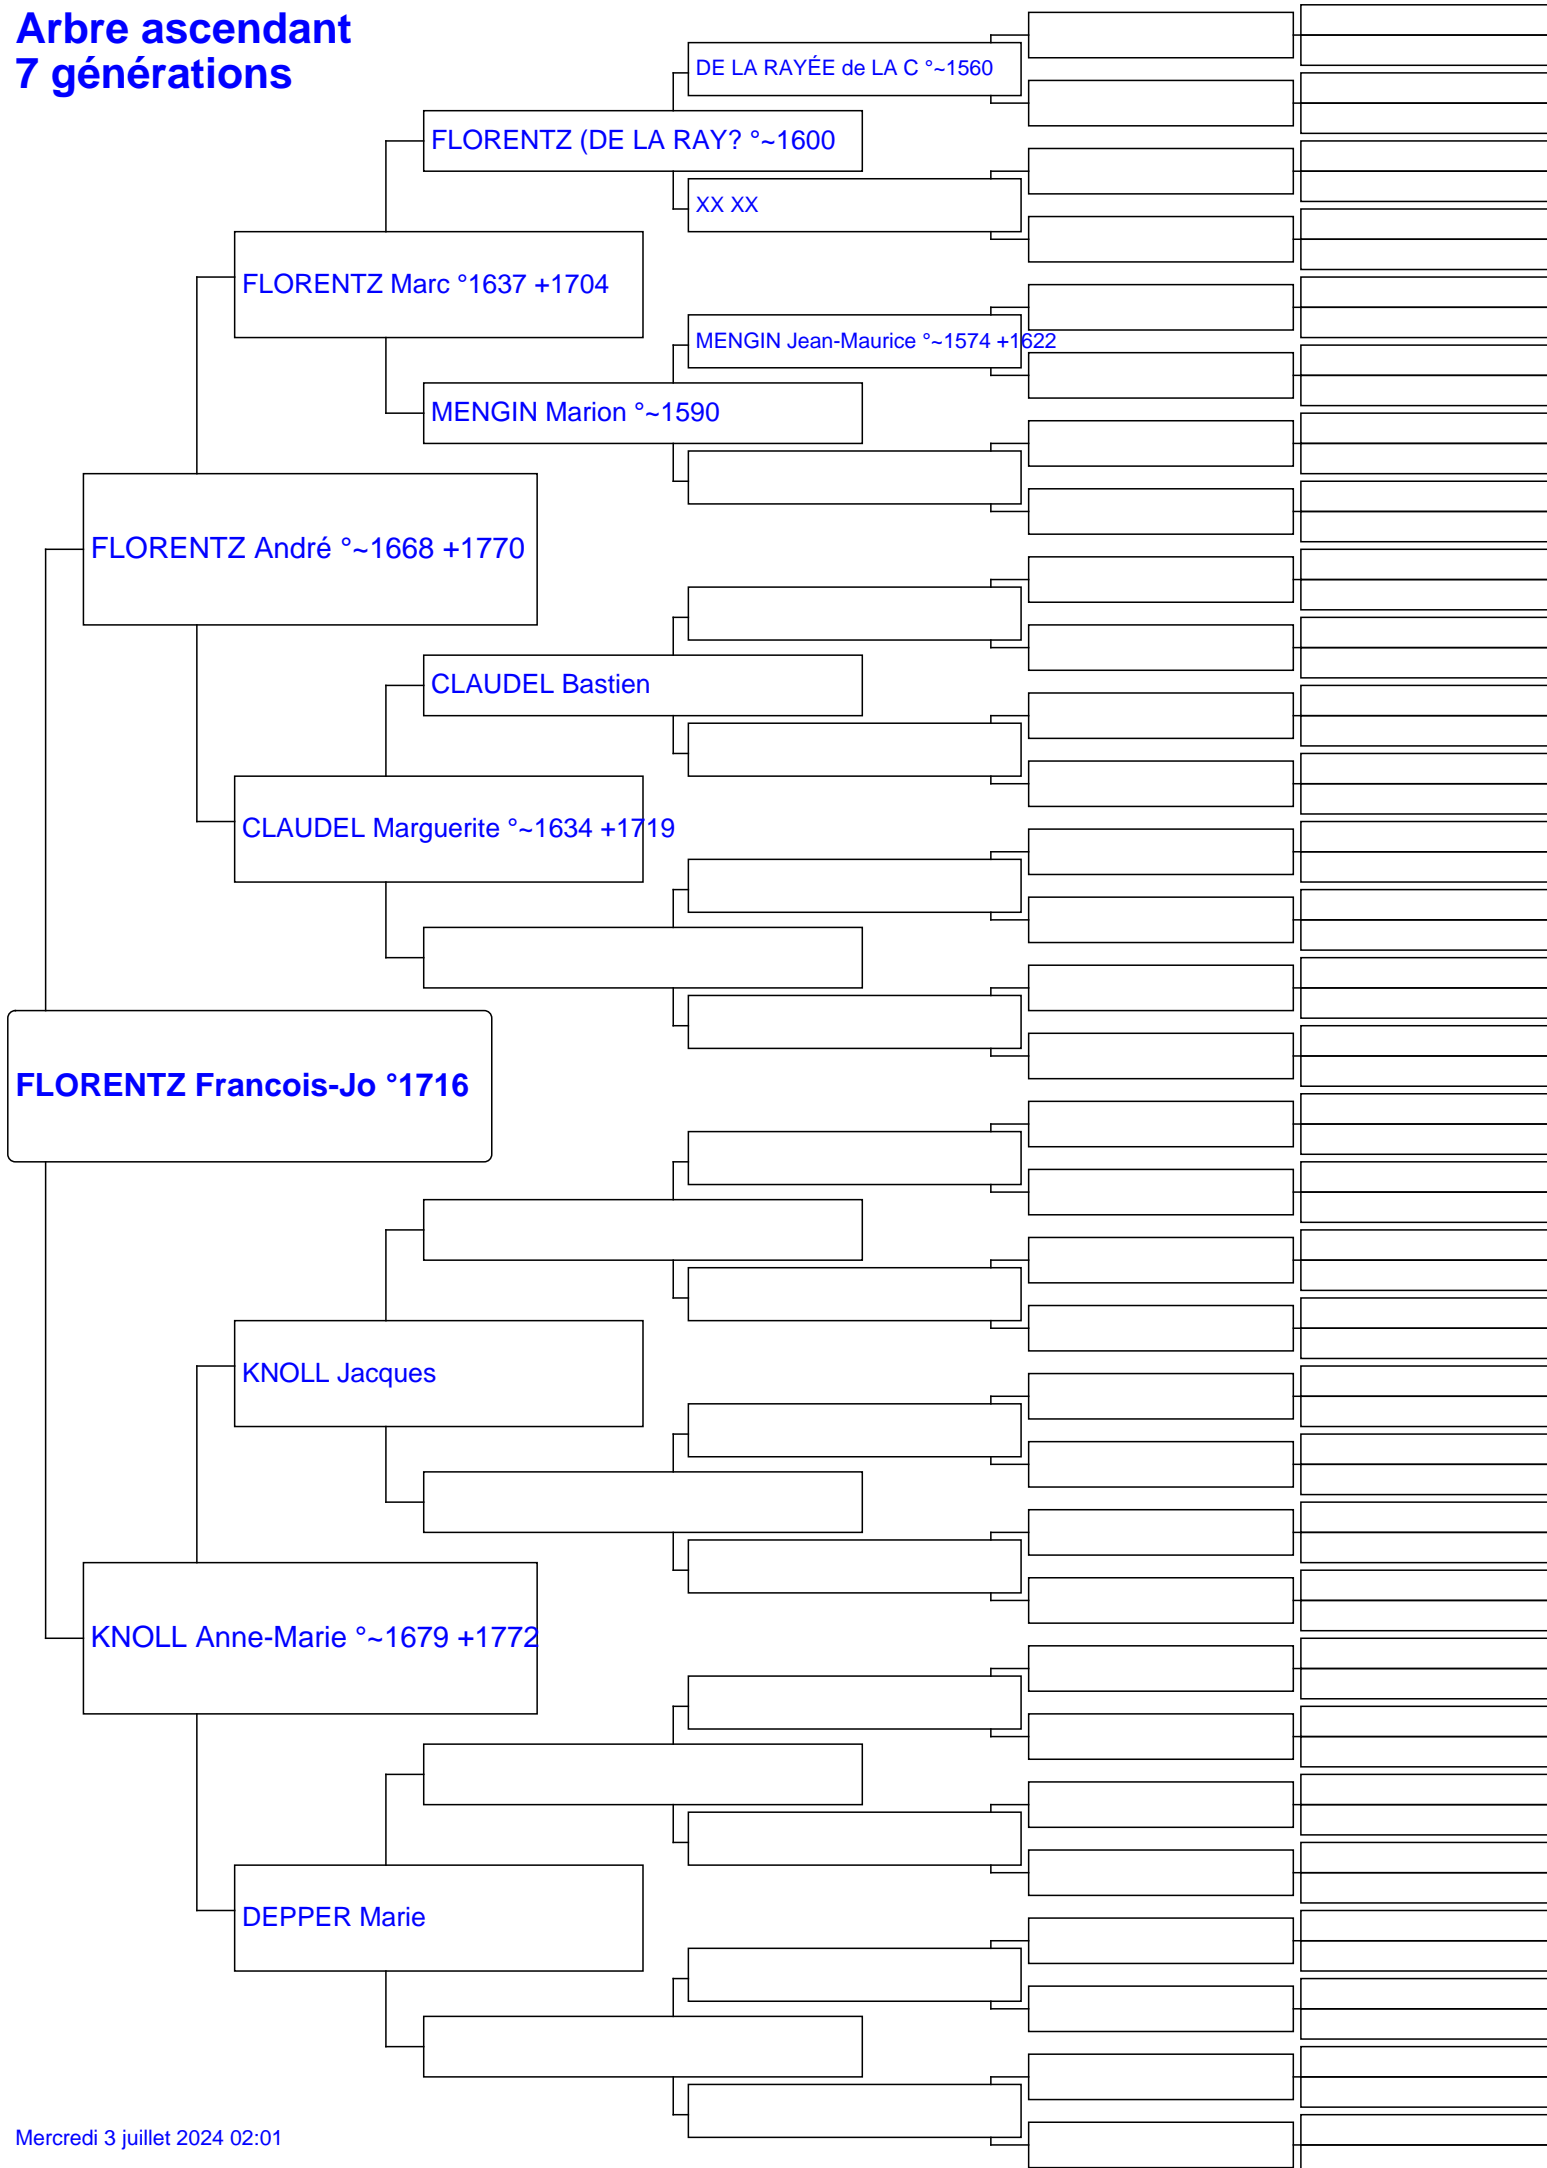 Arbre ascendant
7 générations
DE LA RAYÉE de LA C °~1560
FLORENTZ (DE LA RAY? °~1600
XX XX
FLORENTZ Marc °1637 +1704
MENGIN Jean-Maurice °~1574 +1622
MENGIN Marion °~1590
FLORENTZ André °~1668 +1770
CLAUDEL Bastien
CLAUDEL Marguerite °~1634 +1719
FLORENTZ Francois-Jo °1716
KNOLL Jacques
KNOLL Anne-Marie °~1679 +1772
DEPPER Marie
Mercredi 3 juillet 2024 02:01